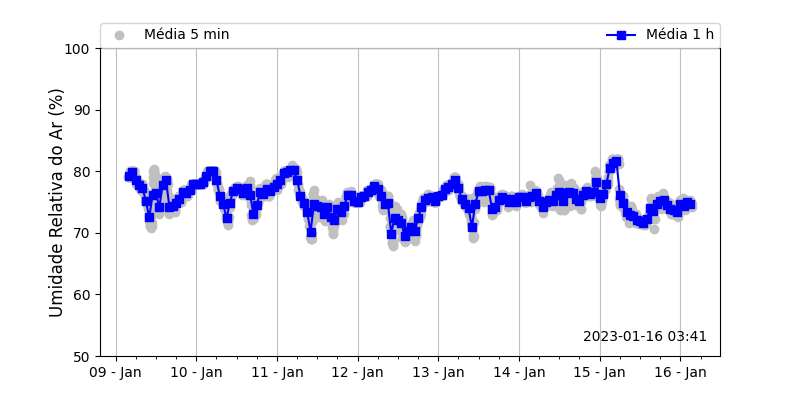 Média 5 min Média 1 h
100
90
80
70
60
50
Umidade Relativa do Ar (%)
2023-01-16 03:41
09 - Jan 10 - Jan 11 - Jan 12 - Jan 13 - Jan 14 - Jan 15 - Jan 16 - Jan